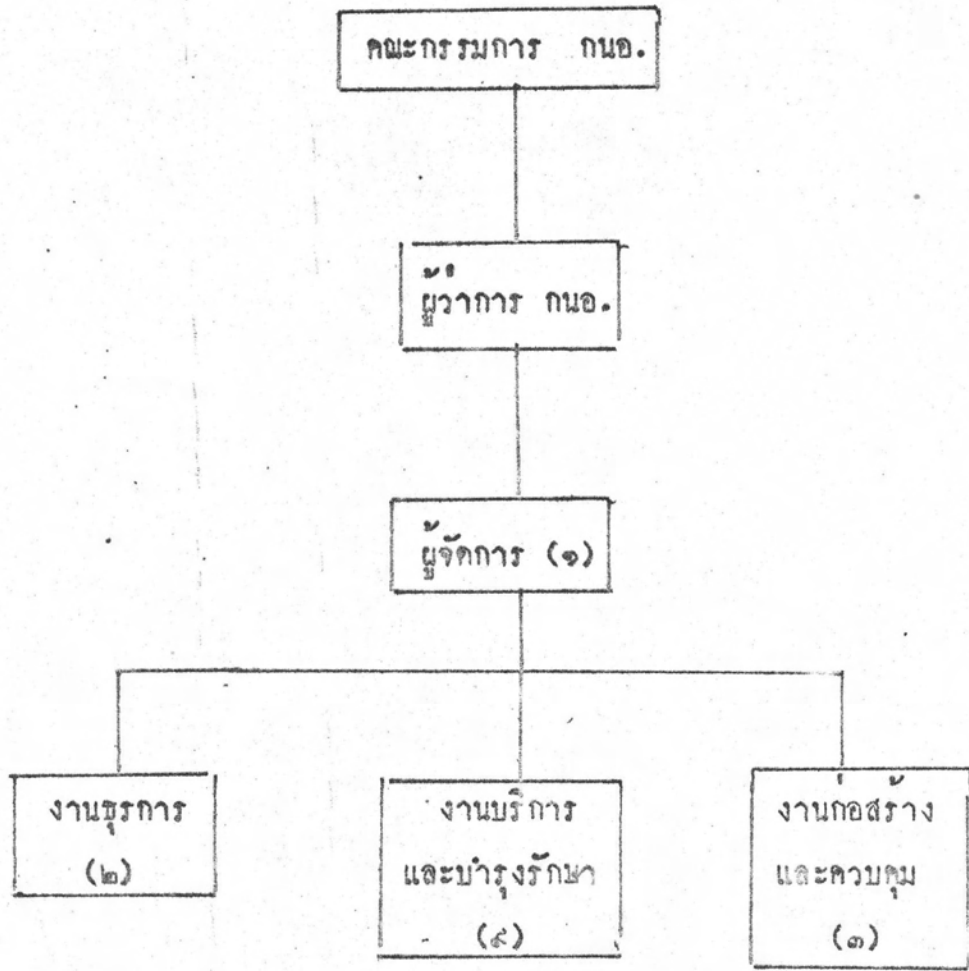 คณะกรรมการ กนอ.
ผู้ว่าการ กนอ.
ผู้จัดการ (๑)
งานธุรการ
(๒)
งานบริการ
และบำรุงรักษา
(๔)
งานก่อสร้าง
และควบคุม
(๓)